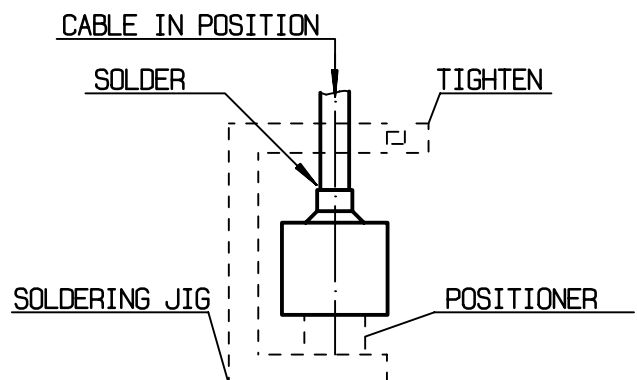 CABLE IN POSITION
SOLDER
TIGHTEN
SOLDERING JIG
POSITIONER